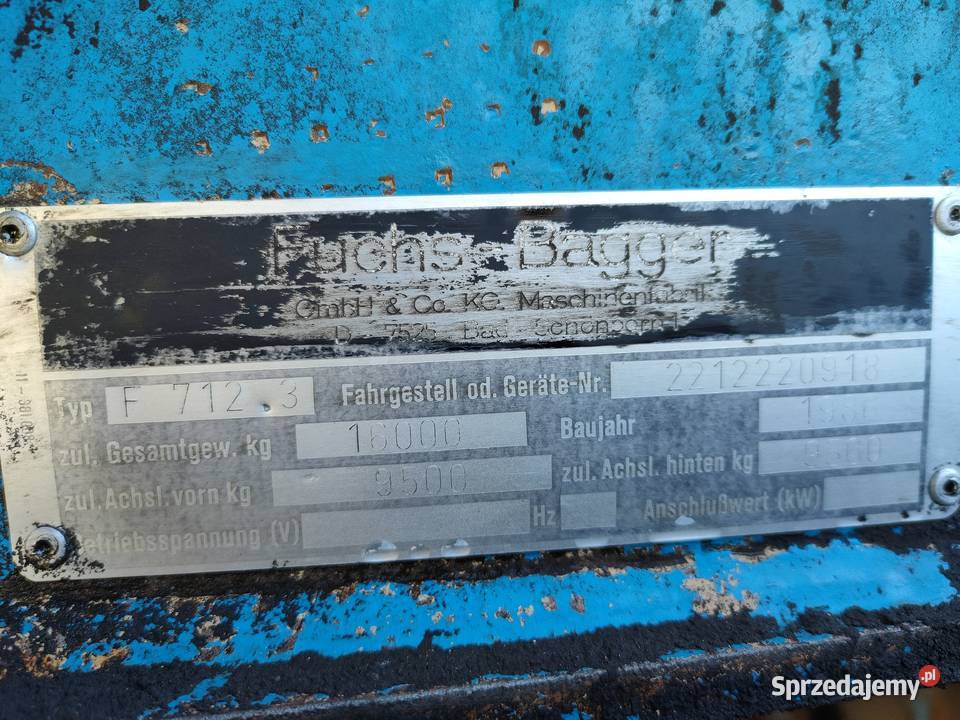 Fuchs-Bagger
GmbH & Co. KG. Maschinenfabrik
D 7525 Bad Schönborn 1
Typ F 712.3 Fahrgestell od. Geräte-Nr. 2212220918
zul. Gesamtgew. kg 16000 Baujahr
zul. Achsl. vorn kg 9500 zul. Achsl. hinten kg 9500
Betriebsspannung (V) Hz Anschlußwert (kW)
Sprzedajemy.pl